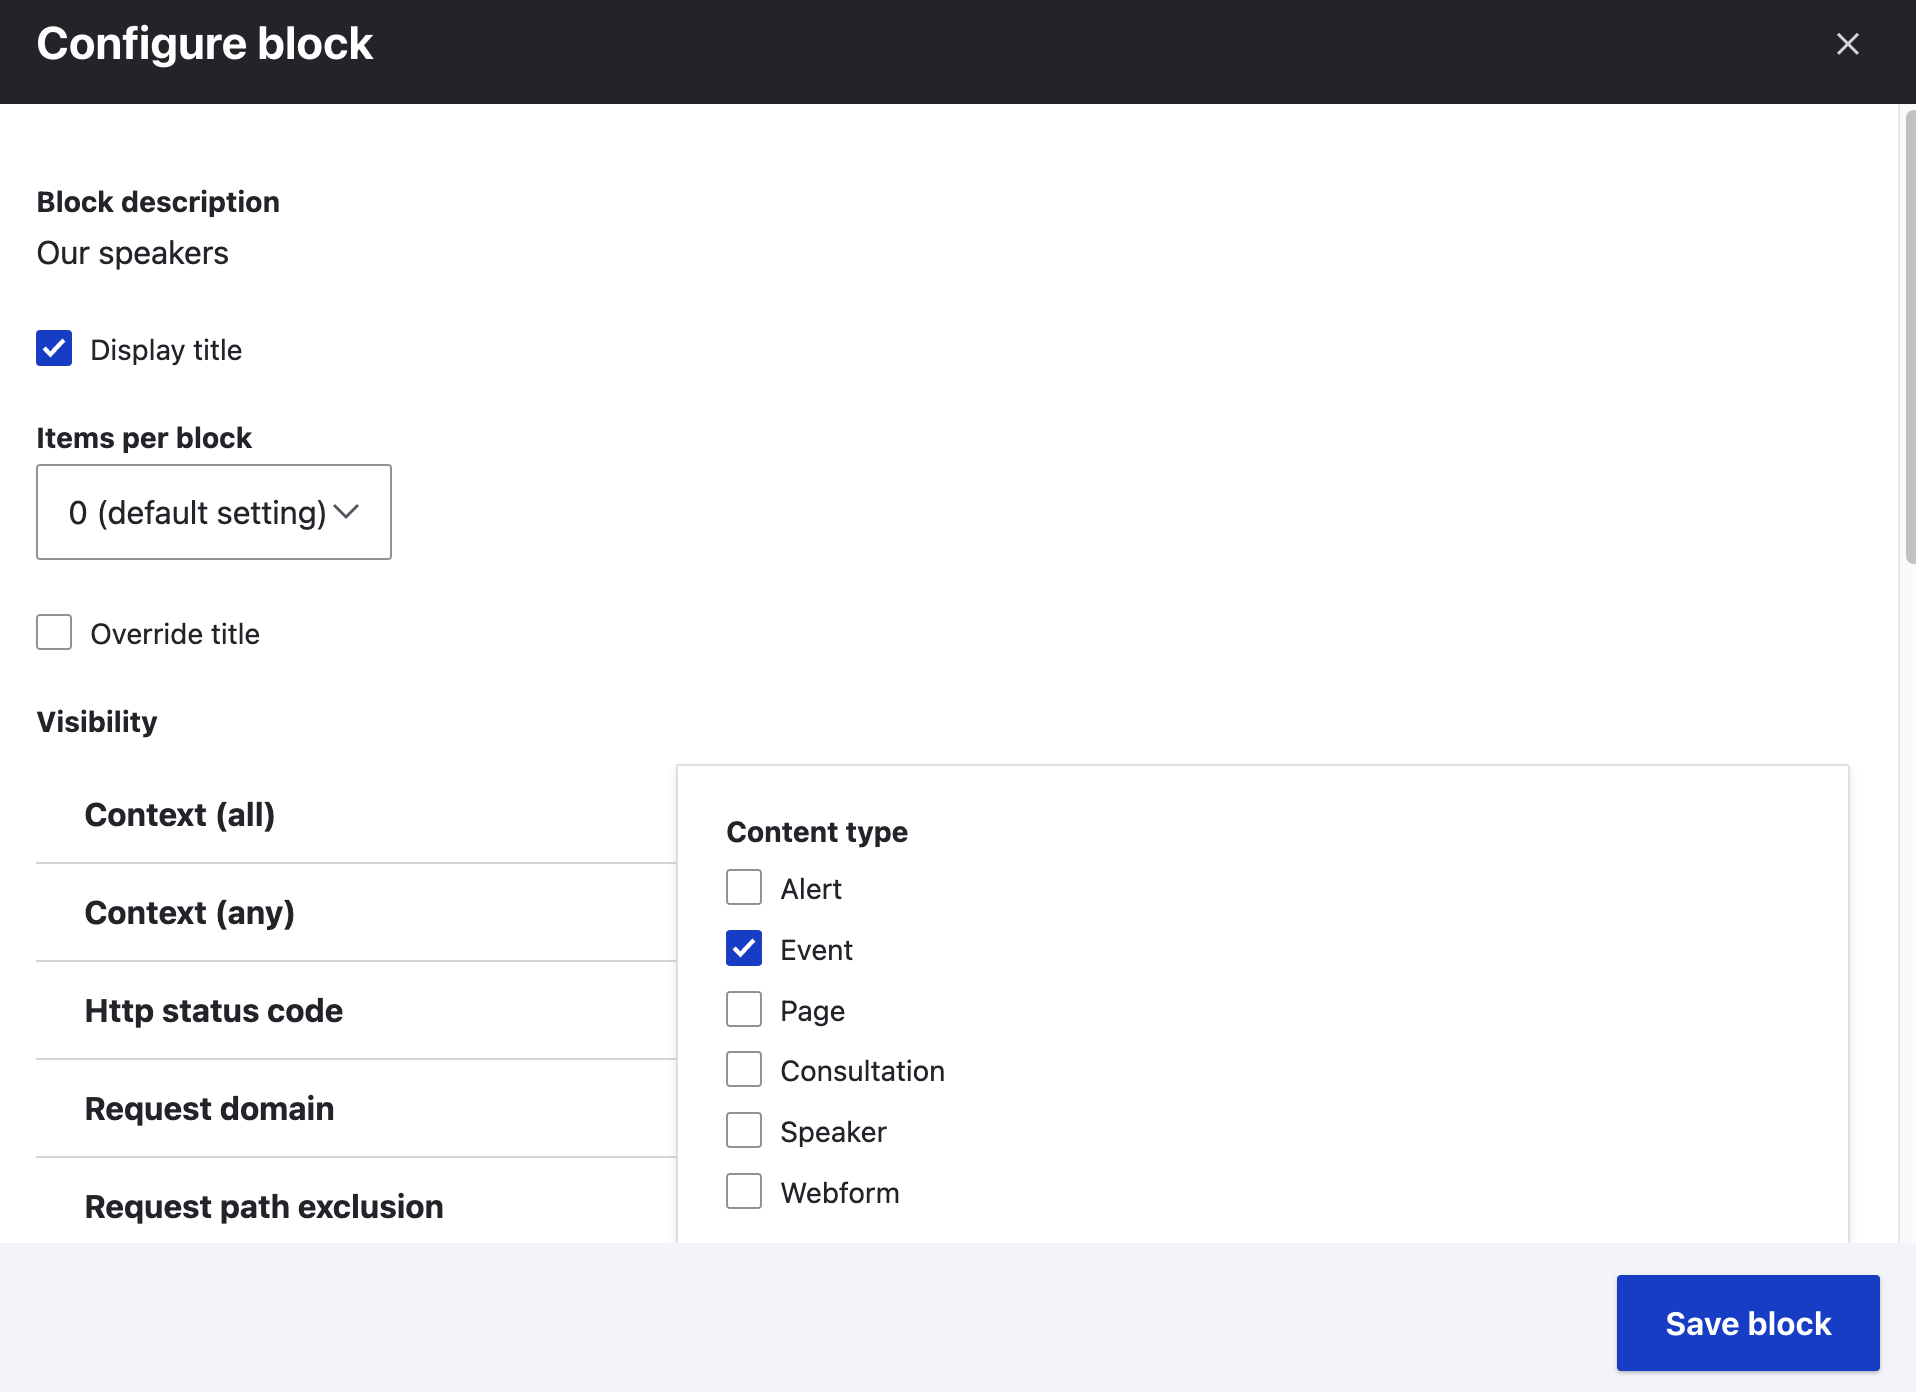 Configure block
Block description
Our speakers
Display title
Items per block
0 (default setting)
Override title
Visibility
Context (all)
Context (any)
Http status code
Request domain
Request path exclusion
Content type
Alert
Event
Page
Consultation
Speaker
Webform
Save block